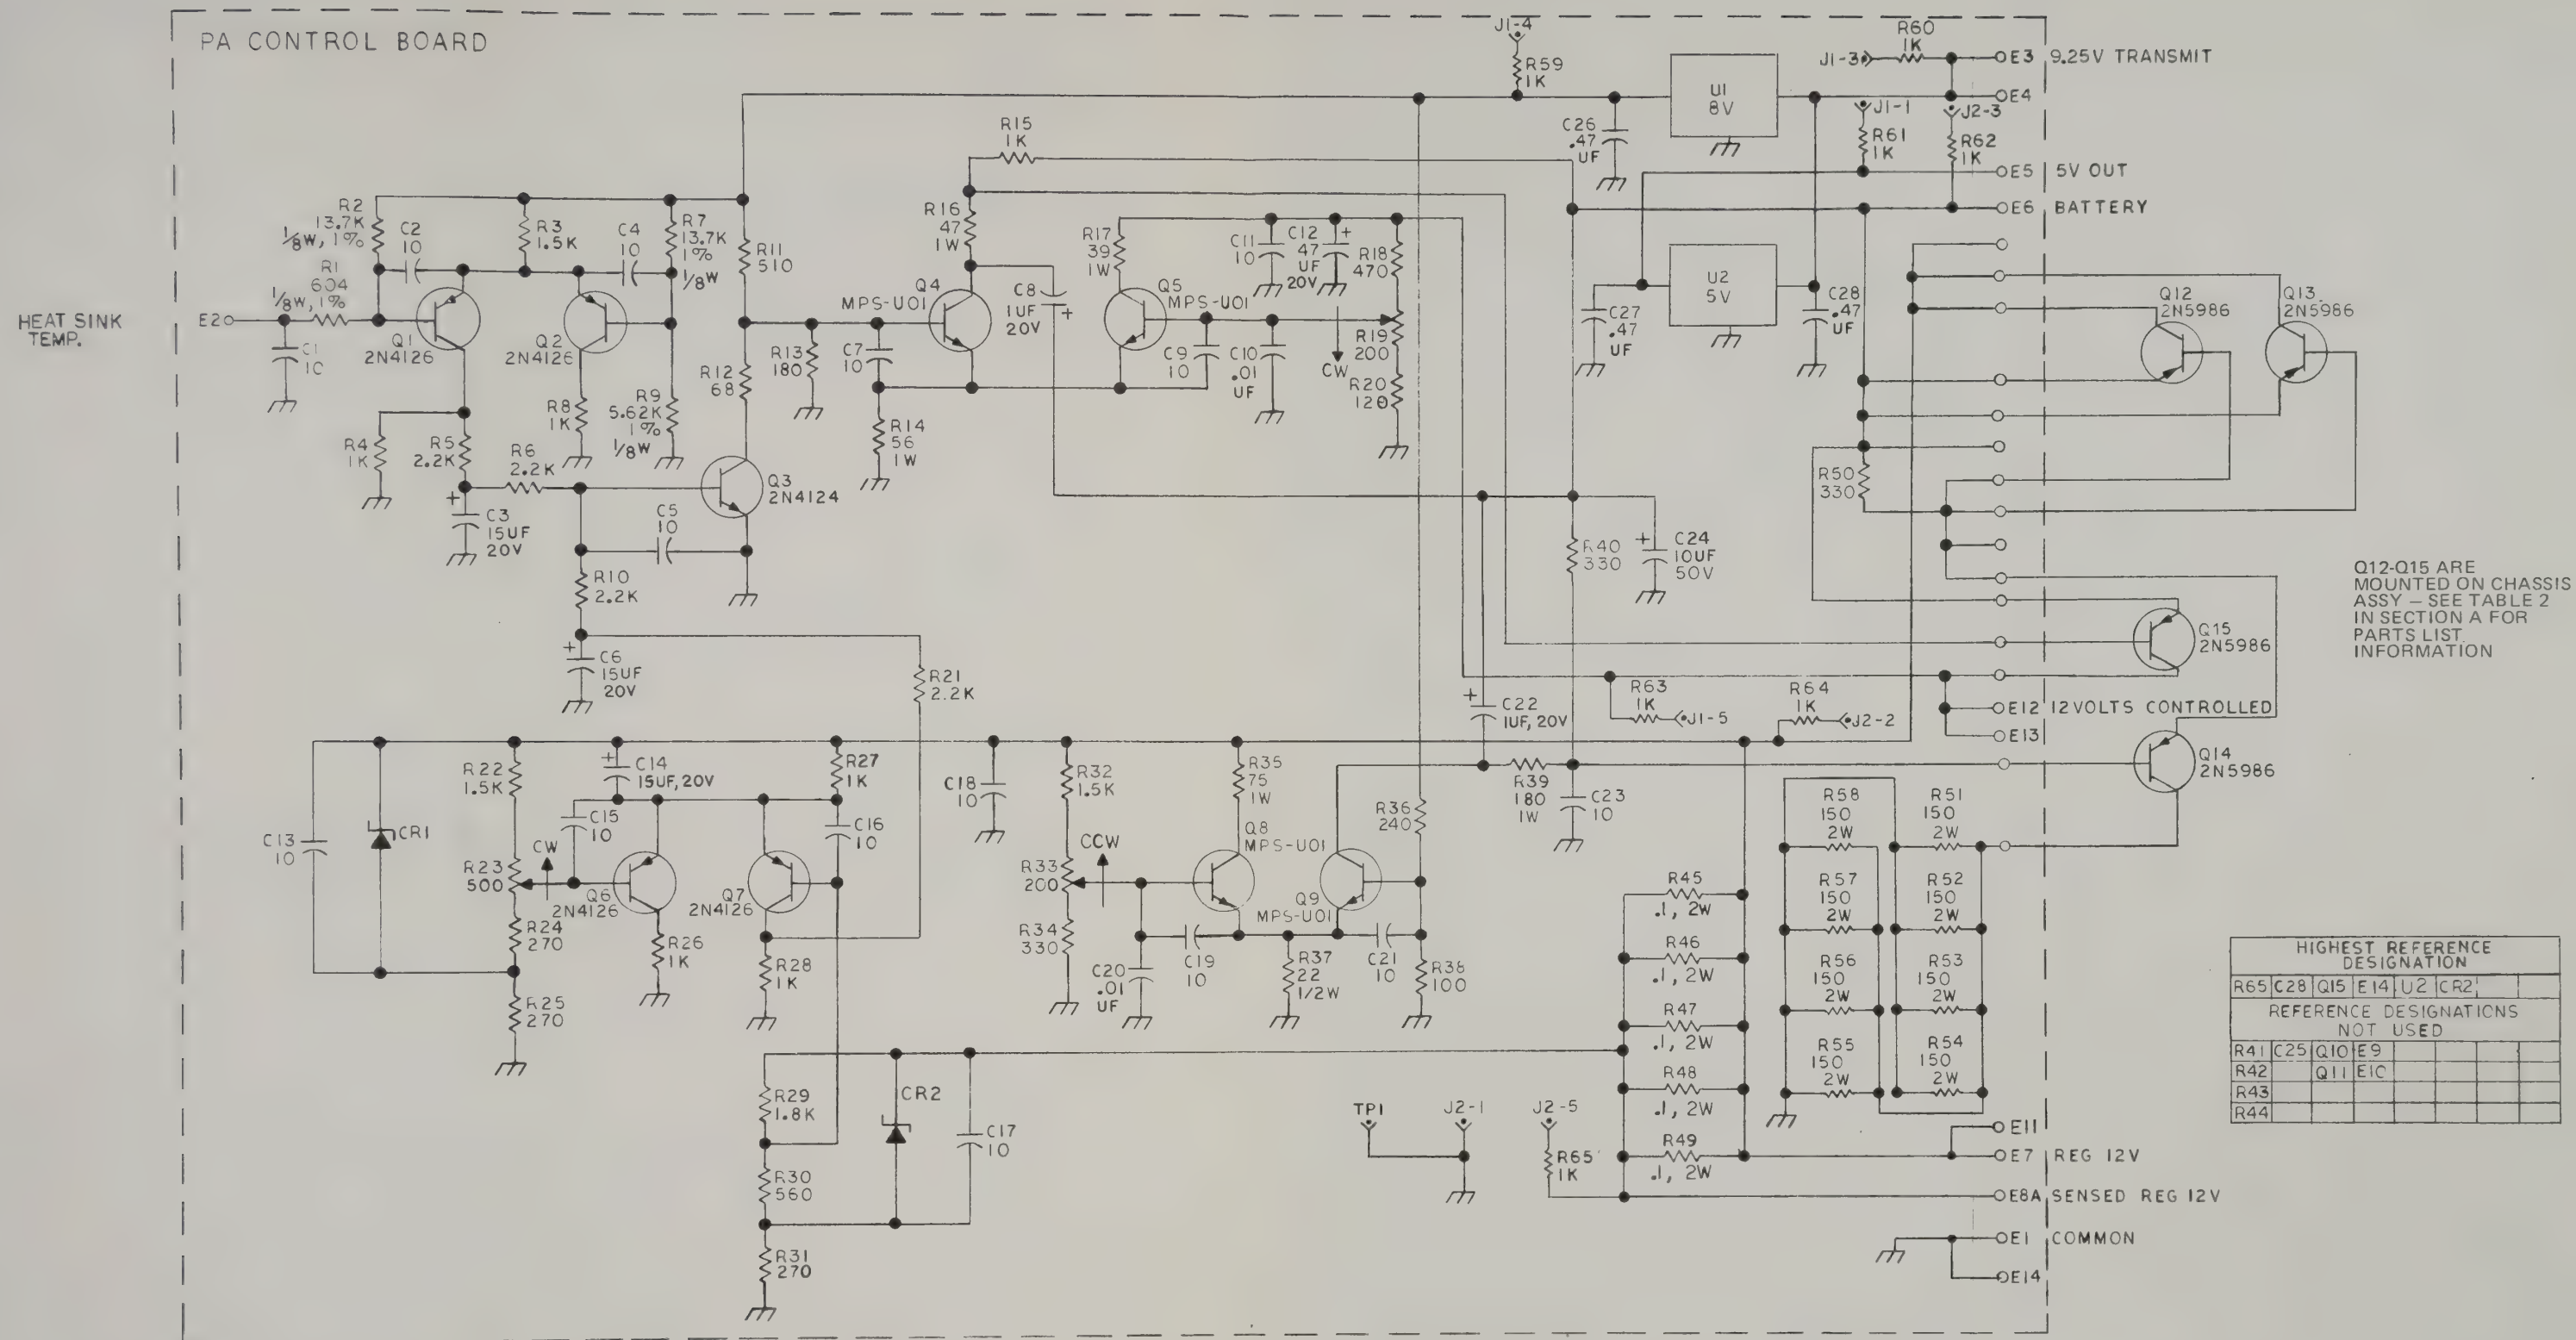 PA CONTROL BOARD
J1-4
R59
1K
U1
8V
R60
1K
J1-3
E3 9.25V TRANSMIT
E4
J1-1
J2-3
R61
1K
R62
1K
E5 5V OUT
E6 BATTERY
C26
.47
UF
R15
1K
R2
13.7K
1/8W, 1%
C2
10
R3
1.5K
C4
10
R7
13.7K
1%
1/8W
R11
510
R16
47
1W
R17
39
1W
C11
10
C12
47
UF
20V
+
R18
470
U2
5V
C27
.47
UF
C28
.47
UF
Q12
2N5986
Q13
2N5986
HEAT SINK
TEMP.
E2
R1
604
1/8W, 1%
C1
10
Q1
2N4126
Q2
2N4126
Q4
MPS-U01
C8
1UF
20V
+
Q5
MPS-U01
R13
180
C7
10
C9
10
C10
.01
UF
CW
R19
200
R20
120
R12
68
R8
1K
R9
5.62K
1%
1/8W
R14
56
1W
R4
1K
R5
2.2K
R6
2.2K
Q3
2N4124
R50
330
+
C3
15UF
20V
C5
10
R40
330
+
C24
10UF
50V
R10
2.2K
Q12-Q15 ARE
MOUNTED ON CHASSIS
ASSY – SEE TABLE 2
IN SECTION A FOR
PARTS LIST
INFORMATION
+
C6
15UF
20V
R21
2.2K
Q15
2N5986
R63
1K
J1-5
R64
1K
J2-2
+
C22
1UF, 20V
E12 12VOLTS CONTROLLED
E13
Q14
2N5986
R22
1.5K
+
C14
15UF, 20V
R27
1K
C18
10
R32
1.5K
R35
75
1W
R39
180
1W
C23
10
R36
240
C13
10
CR1
C15
10
CW
C16
10
R23
500
Q6
2N4126
Q7
2N4126
CCW
R33
200
Q8
MPS-U01
Q9
MPS-U01
R58
150
2W
R51
150
2W
R57
150
2W
R52
150
2W
R56
150
2W
R53
150
2W
R55
150
2W
R54
150
2W
R45
.1, 2W
R46
.1, 2W
R47
.1, 2W
R48
.1, 2W
R49
.1, 2W
R24
270
R26
1K
R28
1K
R34
330
C20
.01
UF
C19
10
R37
22
1/2W
C21
10
R38
100
R25
270
HIGHEST REFERENCE
DESIGNATION
R65 C28 Q15 E14 U2 CR2
REFERENCE DESIGNATIONS
NOT USED
R41 C25 Q10 E9
R42 Q11 E10
R43
R44
R29
1.8K
CR2
C17
10
R30
560
R31
270
TP1
J2-1
J2-5
R65
1K
E11
E7 REG 12V
E8A SENSED REG 12V
E1 COMMON
E14